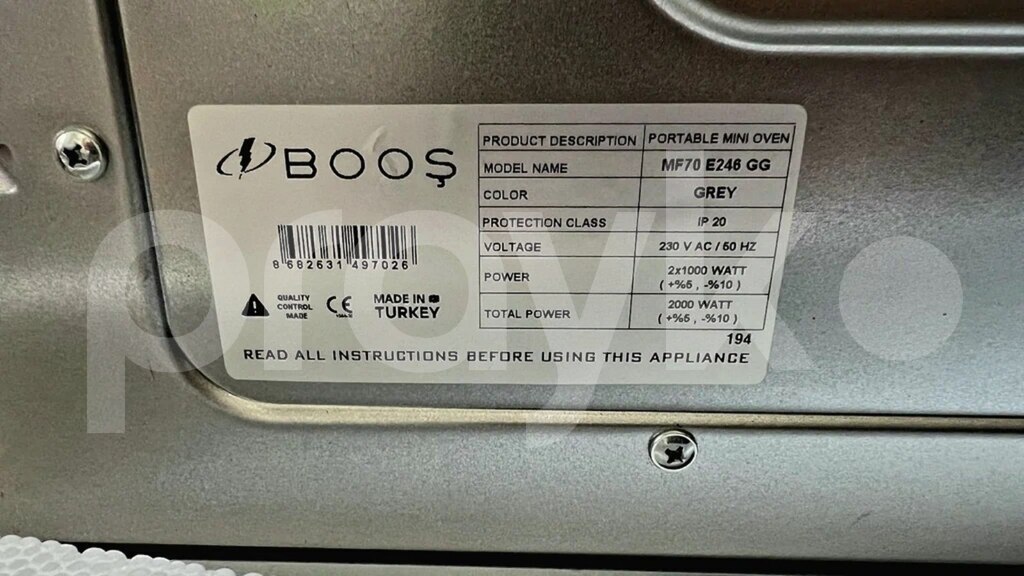 BOOŞ
8 682631 497026
QUALITY
CONTROL
MADE
CE
MADE IN
TURKEY
PRODUCT DESCRIPTION PORTABLE MINI OVEN
MODEL NAME MF70 E246 GG
COLOR GREY
PROTECTION CLASS IP 20
VOLTAGE 230 V AC / 50 HZ
POWER 2x1000 WATT
( +%5 , -%10 )
TOTAL POWER 2000 WATT
( +%5 , -%10 )
194
READ ALL INSTRUCTIONS BEFORE USING THIS APPLIANCE
prayk